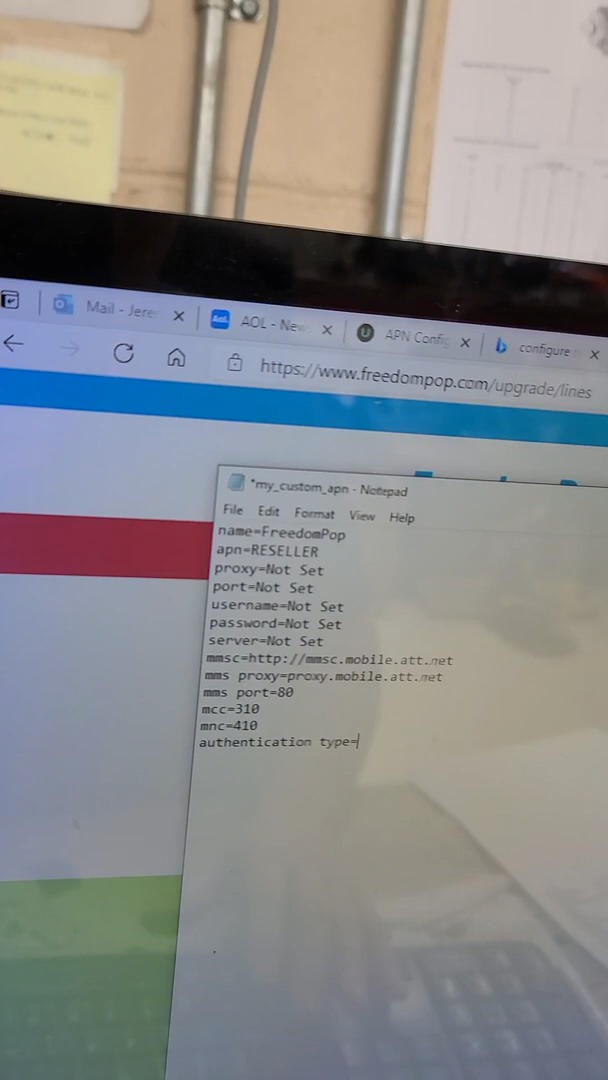 Mail - Jere
AOL - New
APN Config
configure
https://www.freedompop.com/upgrade/lines
*my_custom_apn - Notepad
File Edit Format View Help
name=FreedomPop
apn=RESELLER
proxy=Not Set
port=Not Set
username=Not Set
password=Not Set
server=Not Set
mmsc=http://mmsc.mobile.att.net
mms proxy=proxy.mobile.att.net
mms port=80
mcc=310
mnc=410
authentication type=